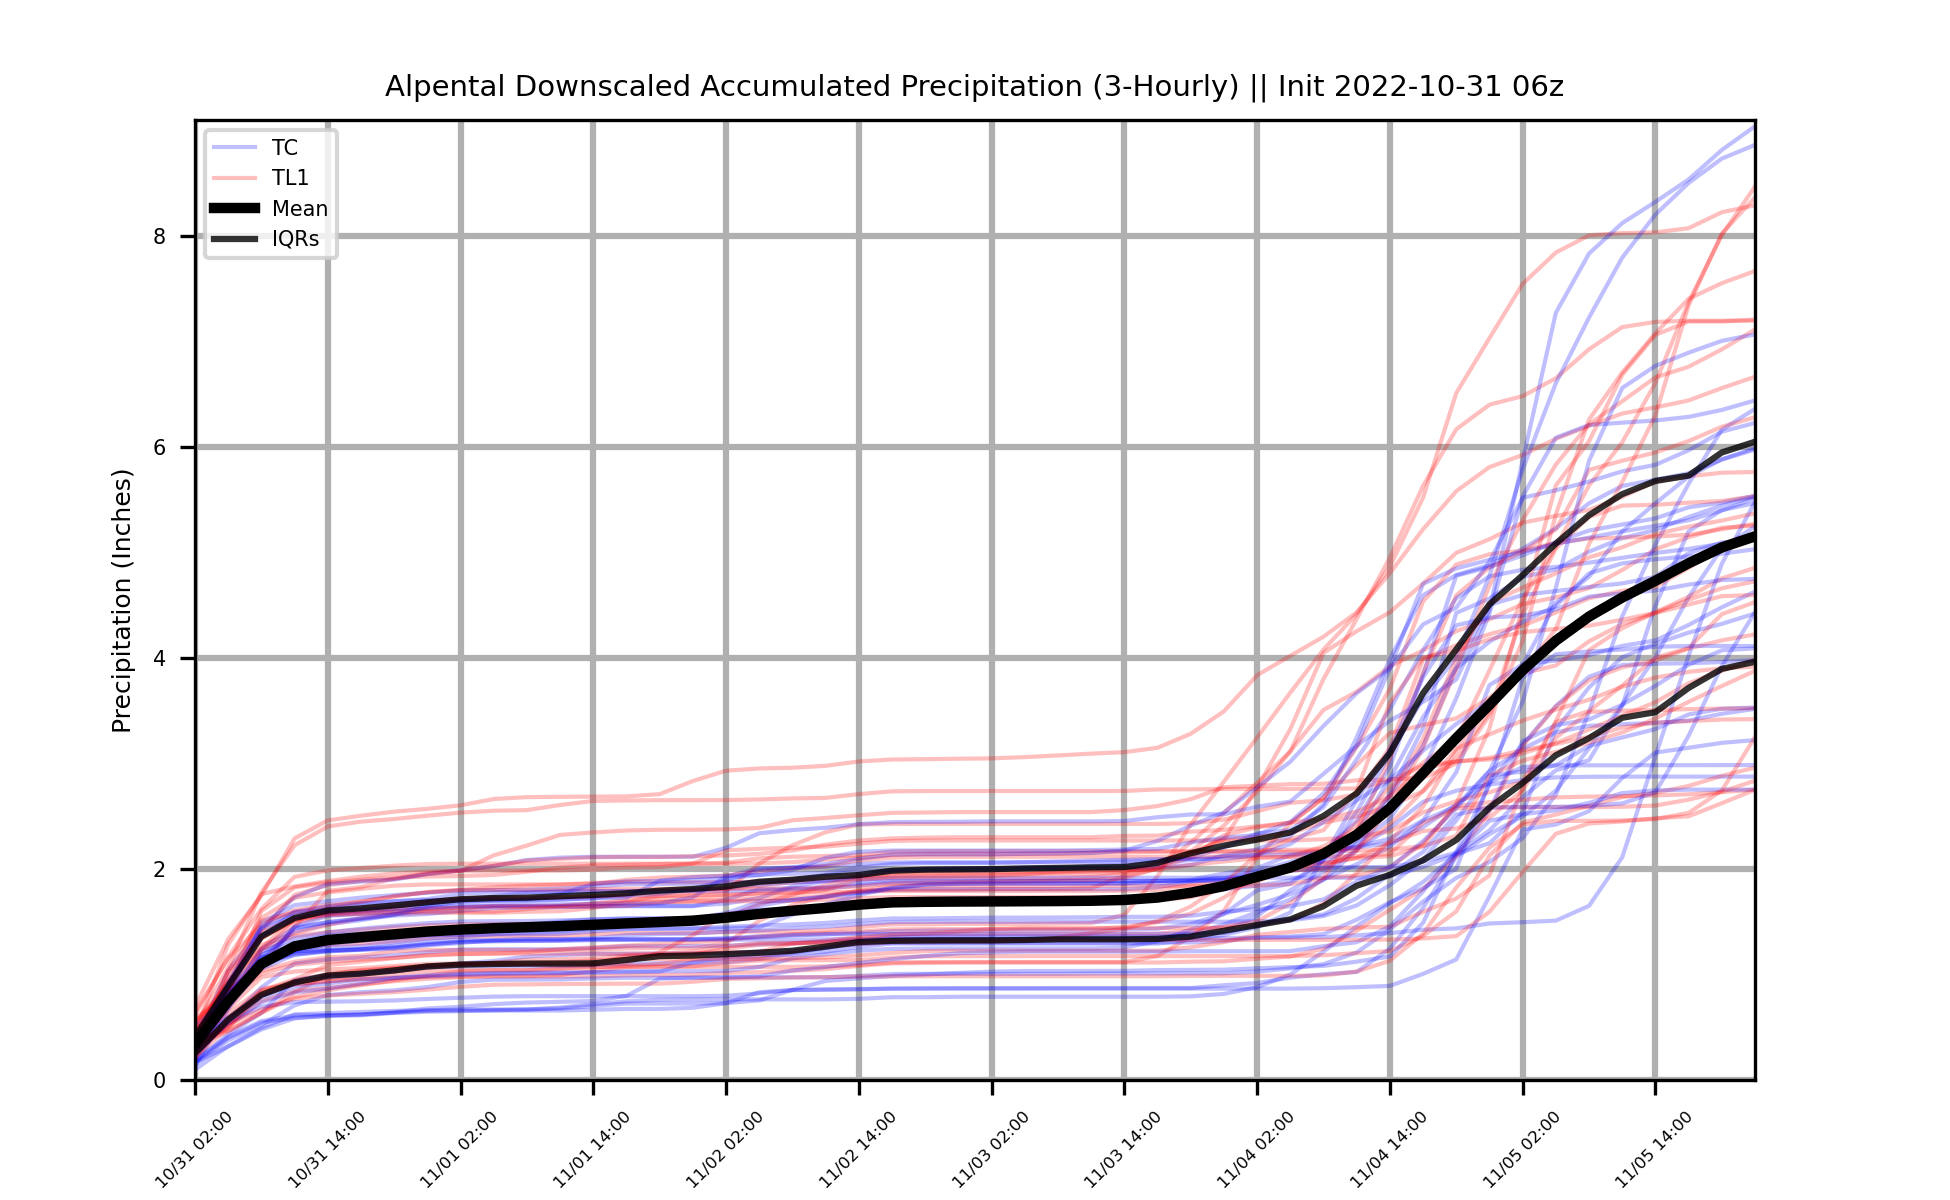 Alpental Downscaled Accumulated Precipitation (3-Hourly) || Init 2022-10-31 06z
TC
TL1
Mean
IQRs
Precipitation (Inches)
8
6
4
2
0
10/31 02:00
10/31 14:00
11/01 02:00
11/01 14:00
11/02 02:00
11/02 14:00
11/03 02:00
11/03 14:00
11/04 02:00
11/04 14:00
11/05 02:00
11/05 14:00